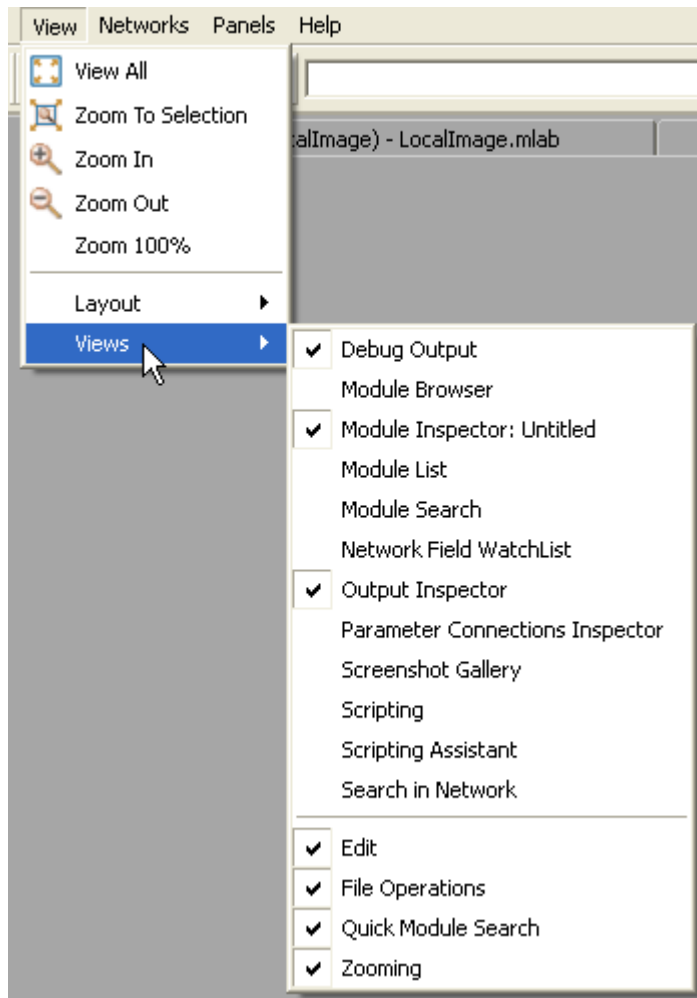 View Networks Panels Help
View All
Zoom To Selection
alImage) - LocalImage.mlab
Zoom In
Zoom Out
Zoom 100%
Layout
Views
Debug Output
Module Browser
Module Inspector: Untitled
Module List
Module Search
Network Field WatchList
Output Inspector
Parameter Connections Inspector
Screenshot Gallery
Scripting
Scripting Assistant
Search in Network
Edit
File Operations
Quick Module Search
Zooming